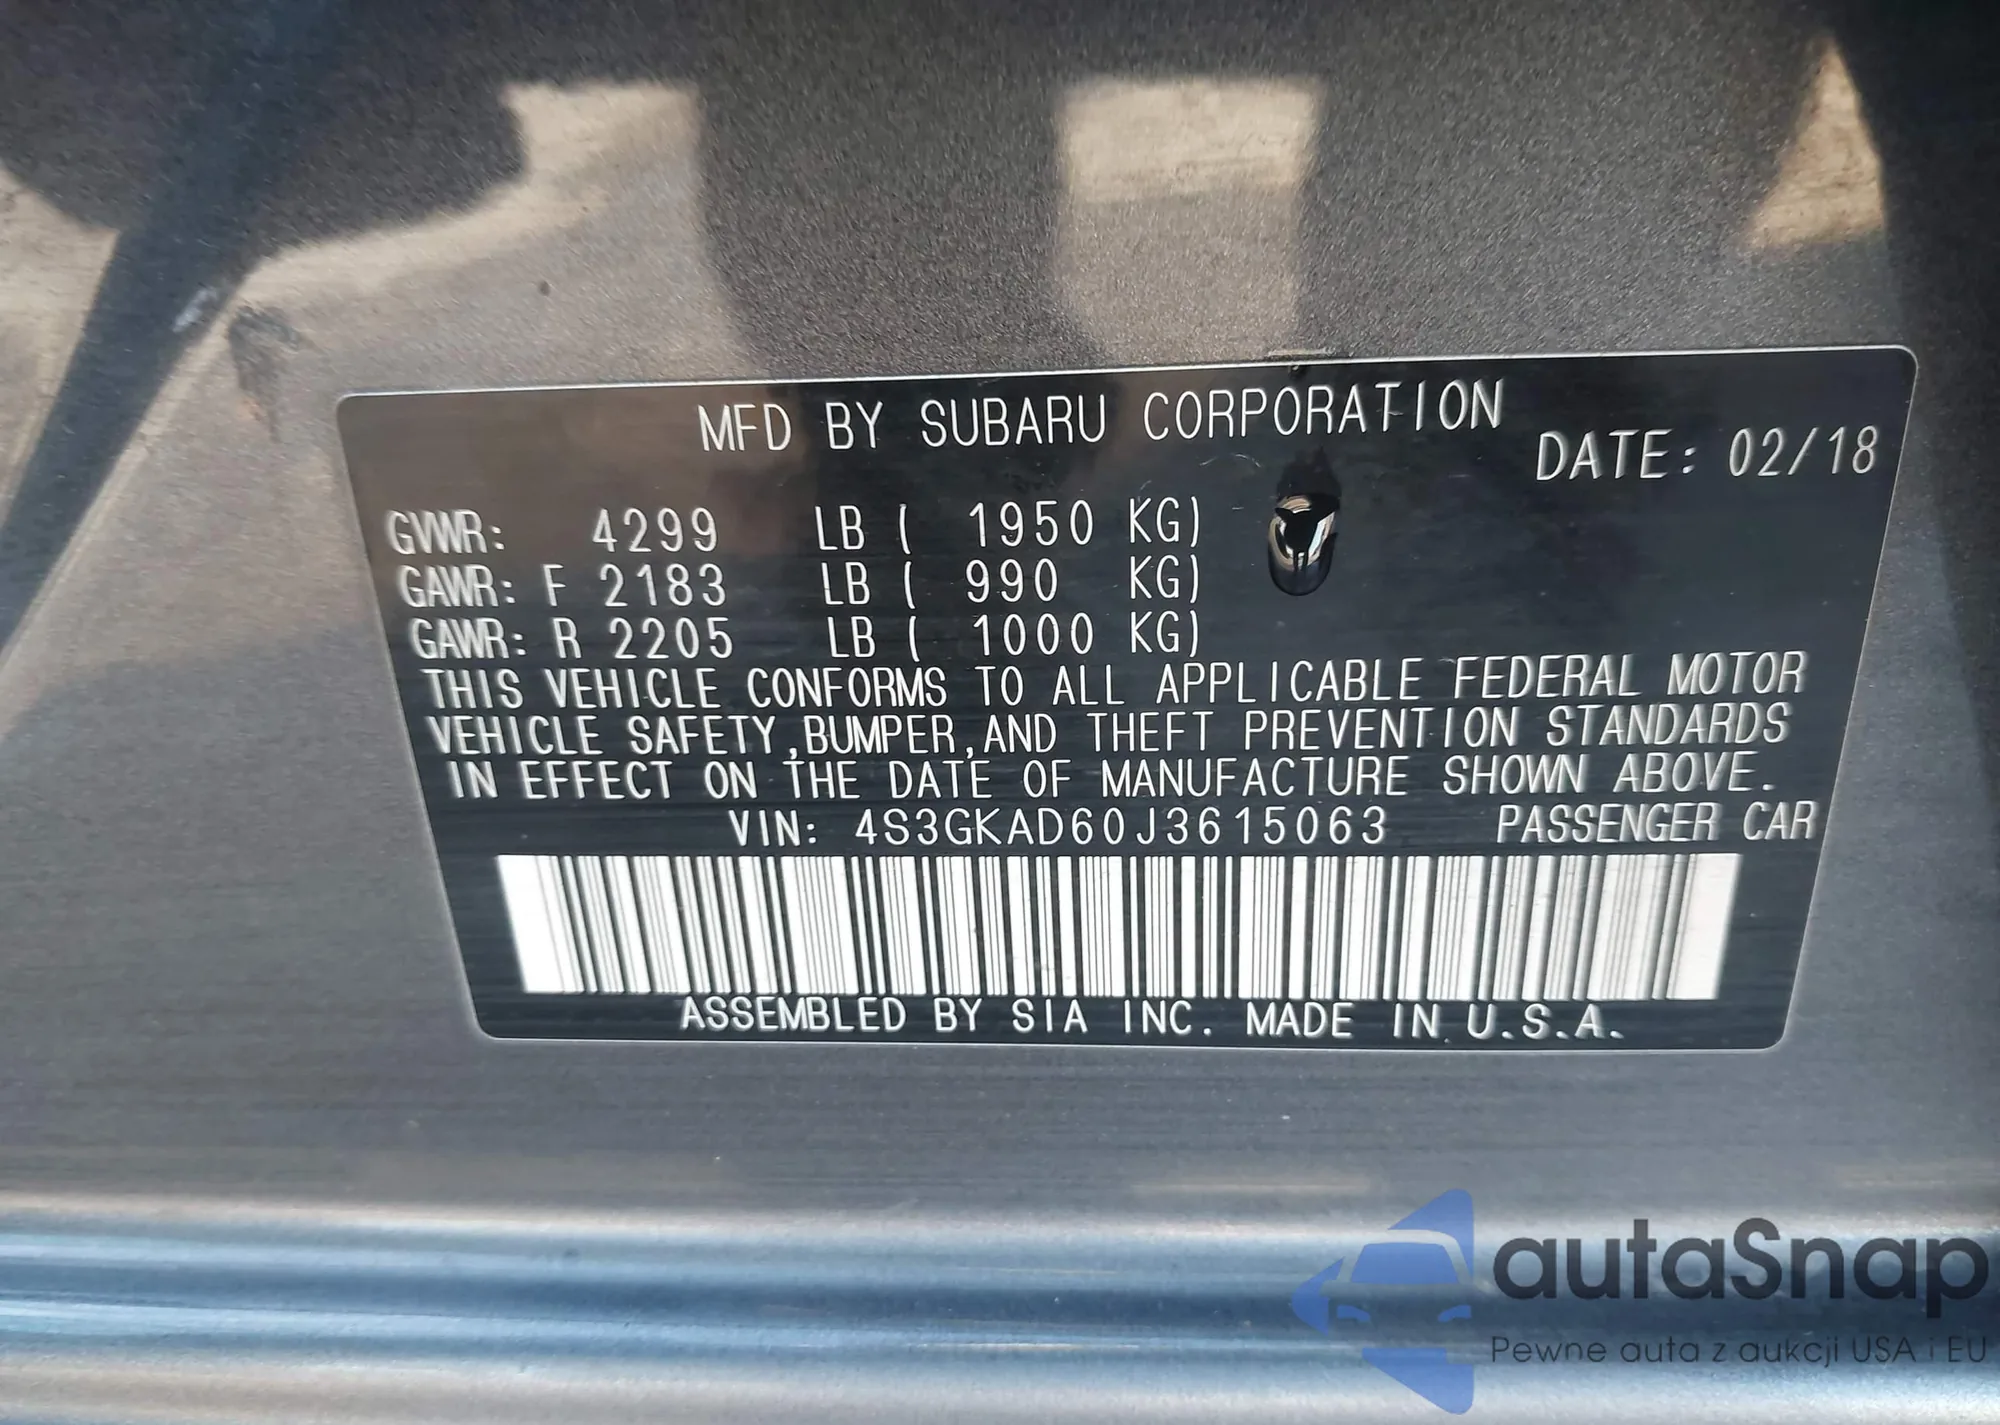 MFD BY SUBARU CORPORATION
DATE: 02/18
GVWR: 4299 LB ( 1950 KG)
GAWR: F 2183 LB ( 990 KG)
GAWR: R 2205 LB ( 1000 KG)
THIS VEHICLE CONFORMS TO ALL APPLICABLE FEDERAL MOTOR
VEHICLE SAFETY,BUMPER,AND THEFT PREVENTION STANDARDS
IN EFFECT ON THE DATE OF MANUFACTURE SHOWN ABOVE.
VIN: 4S3GKAD60J3615063 PASSENGER CAR
ASSEMBLED BY SIA INC. MADE IN U.S.A.
autaSnap
Pewne auta z aukcji USA i EU